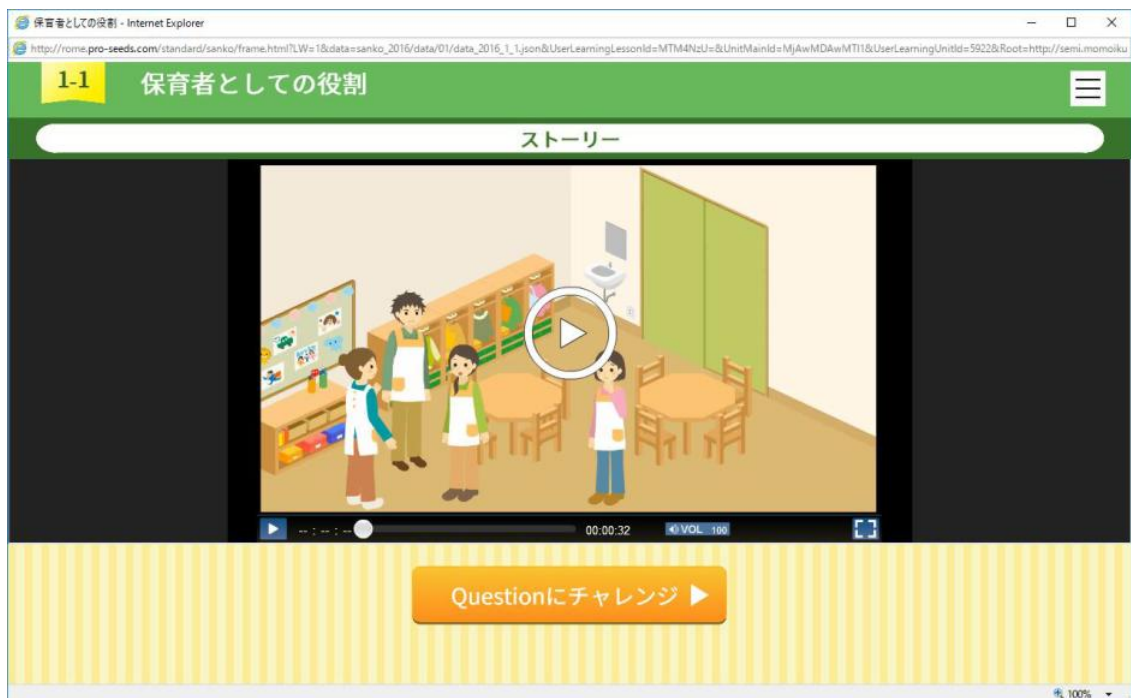 保育者としての役割 - Internet Explorer
http://rome.pro-seeds.com/standard/sanko/frame.html?LW=1&data=sanko_2016/data/01/data_2016_1_1.json&UserLearningLessonId=MTM4NzU=&UnitMainId=MjAwMDAwMTI1&UserLearningUnitId=5922&Root=http://semi.momoiku
1-1 保育者としての役割
ストーリー
-- : -- : -- 00:00:32 VOL 100
Questionにチャレンジ
100%